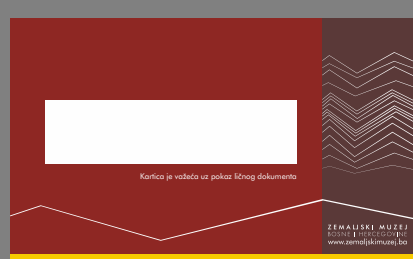 Kartica je važeća uz pokaz ličnog dokumenta
ZEMALJSKI MUZEJ
BOSNE I HERCEGOVINE
www.zemaljskimuzej.ba